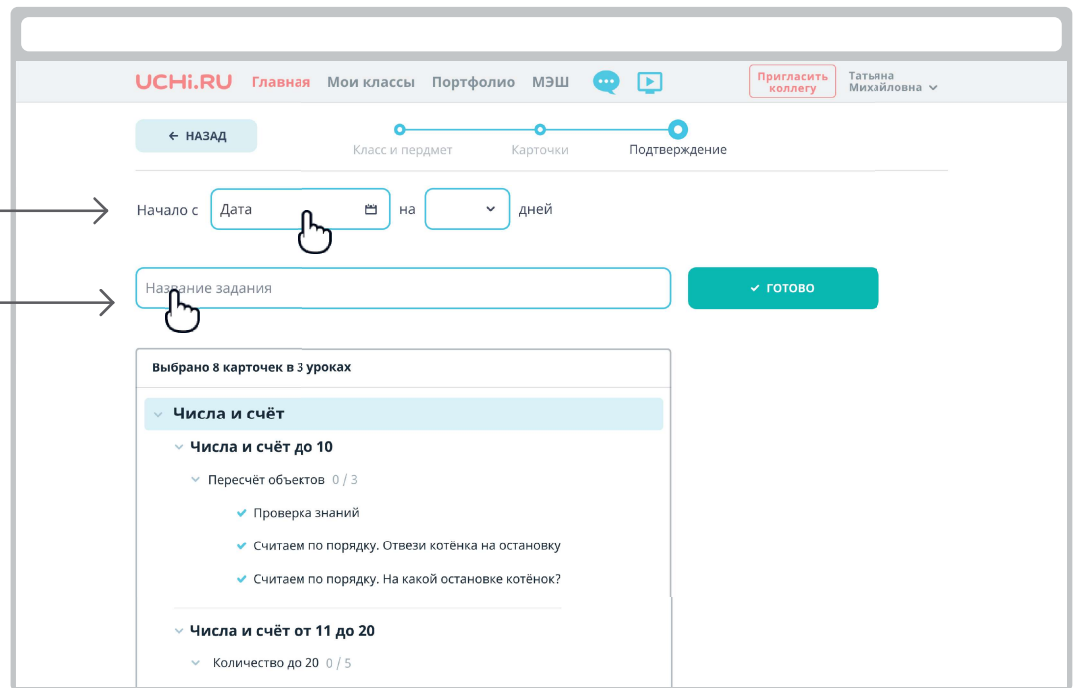 UCHi.RU Главная Мои классы Портфолио МЭШ Пригласить коллегу Татьяна Михайловна
← НАЗАД
Класс и пердмет Карточки Подтверждение
Начало с Дата на дней
Название задания ГОТОВО
Выбрано 8 карточек в 3 уроках
Числа и счёт
Числа и счёт до 10
Пересчёт объектов 0 / 3
Проверка знаний
Считаем по порядку. Отвези котёнка на остановку
Считаем по порядку. На какой остановке котёнок?
Числа и счёт от 11 до 20
Количество до 20 0 / 5